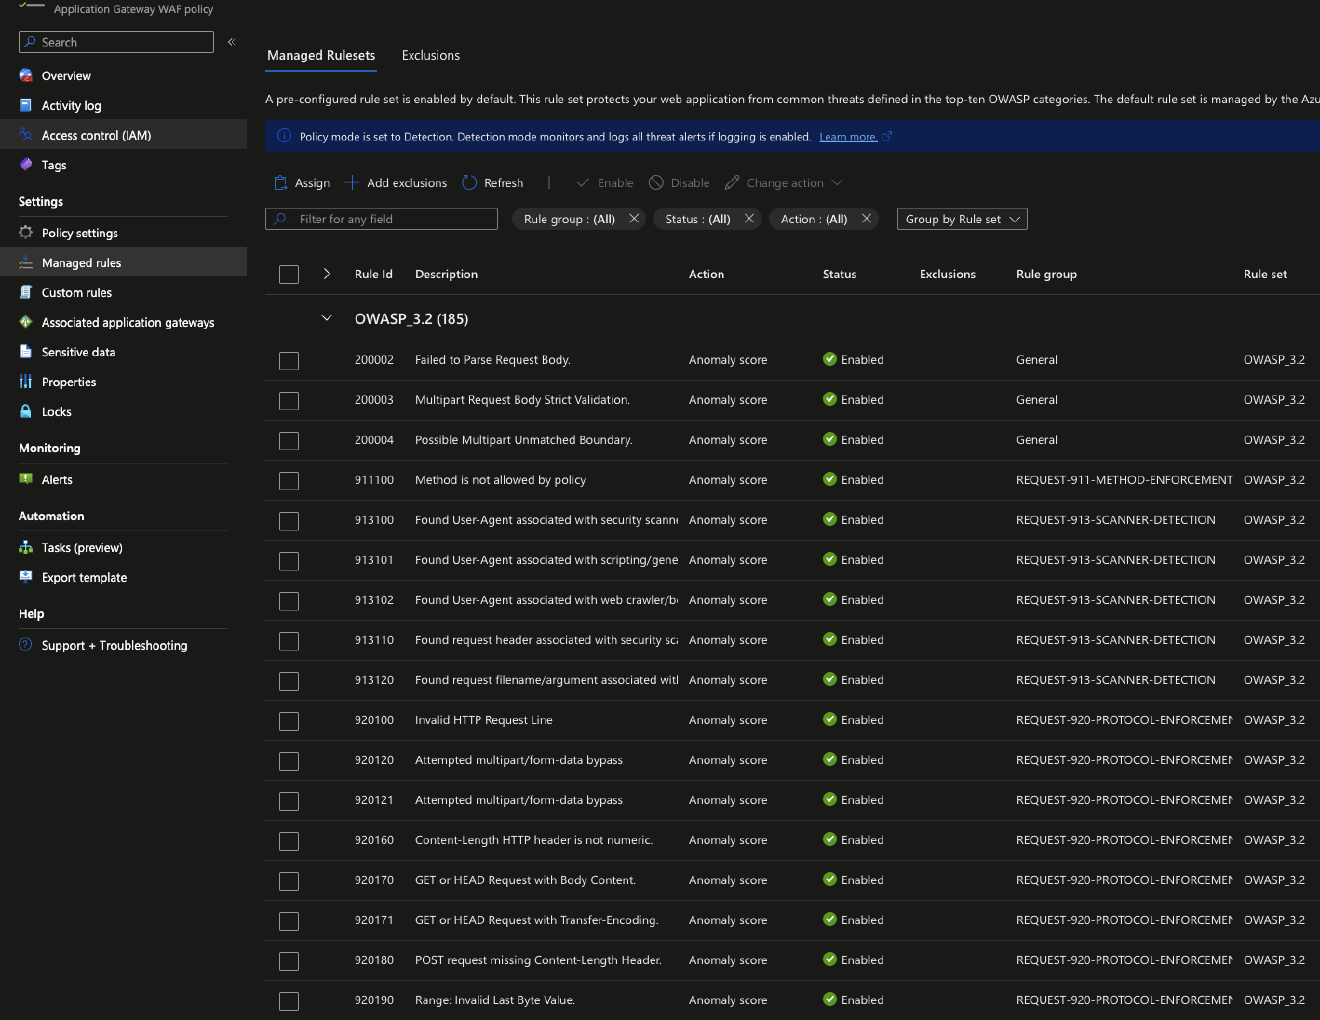 Application Gateway WAF policy
Search
Overview
Activity log
Access control (IAM)
Tags
Settings
Policy settings
Managed rules
Custom rules
Associated application gateways
Sensitive data
Properties
Locks
Monitoring
Alerts
Automation
Tasks (preview)
Export template
Help
Support + Troubleshooting
Managed Rulesets Exclusions
A pre-configured rule set is enabled by default. This rule set protects your web application from common threats defined in the top-ten OWASP categories. The default rule set is managed by the Azu
Policy mode is set to Detection. Detection mode monitors and logs all threat alerts if logging is enabled. Learn more.
Assign Add exclusions Refresh Enable Disable Change action
Filter for any field Rule group : (All) Status : (All) Action : (All) Group by Rule set
Rule Id Description Action Status Exclusions Rule group Rule set
OWASP_3.2 (185)
200002 Failed to Parse Request Body. Anomaly score Enabled General OWASP_3.2
200003 Multipart Request Body Strict Validation. Anomaly score Enabled General OWASP_3.2
200004 Possible Multipart Unmatched Boundary. Anomaly score Enabled General OWASP_3.2
911100 Method is not allowed by policy Anomaly score Enabled REQUEST-911-METHOD-ENFORCEMENT OWASP_3.2
913100 Found User-Agent associated with security scanne Anomaly score Enabled REQUEST-913-SCANNER-DETECTION OWASP_3.2
913101 Found User-Agent associated with scripting/gene Anomaly score Enabled REQUEST-913-SCANNER-DETECTION OWASP_3.2
913102 Found User-Agent associated with web crawler/b Anomaly score Enabled REQUEST-913-SCANNER-DETECTION OWASP_3.2
913110 Found request header associated with security sc Anomaly score Enabled REQUEST-913-SCANNER-DETECTION OWASP_3.2
913120 Found request filename/argument associated wit Anomaly score Enabled REQUEST-913-SCANNER-DETECTION OWASP_3.2
920100 Invalid HTTP Request Line Anomaly score Enabled REQUEST-920-PROTOCOL-ENFORCEMEN OWASP_3.2
920120 Attempted multipart/form-data bypass Anomaly score Enabled REQUEST-920-PROTOCOL-ENFORCEMEN OWASP_3.2
920121 Attempted multipart/form-data bypass Anomaly score Enabled REQUEST-920-PROTOCOL-ENFORCEMEN OWASP_3.2
920160 Content-Length HTTP header is not numeric. Anomaly score Enabled REQUEST-920-PROTOCOL-ENFORCEMEN OWASP_3.2
920170 GET or HEAD Request with Body Content. Anomaly score Enabled REQUEST-920-PROTOCOL-ENFORCEMEN OWASP_3.2
920171 GET or HEAD Request with Transfer-Encoding. Anomaly score Enabled REQUEST-920-PROTOCOL-ENFORCEMEN OWASP_3.2
920180 POST request missing Content-Length Header. Anomaly score Enabled REQUEST-920-PROTOCOL-ENFORCEMEN OWASP_3.2
920190 Range: Invalid Last Byte Value. Anomaly score Enabled REQUEST-920-PROTOCOL-ENFORCEMEN OWASP_3.2